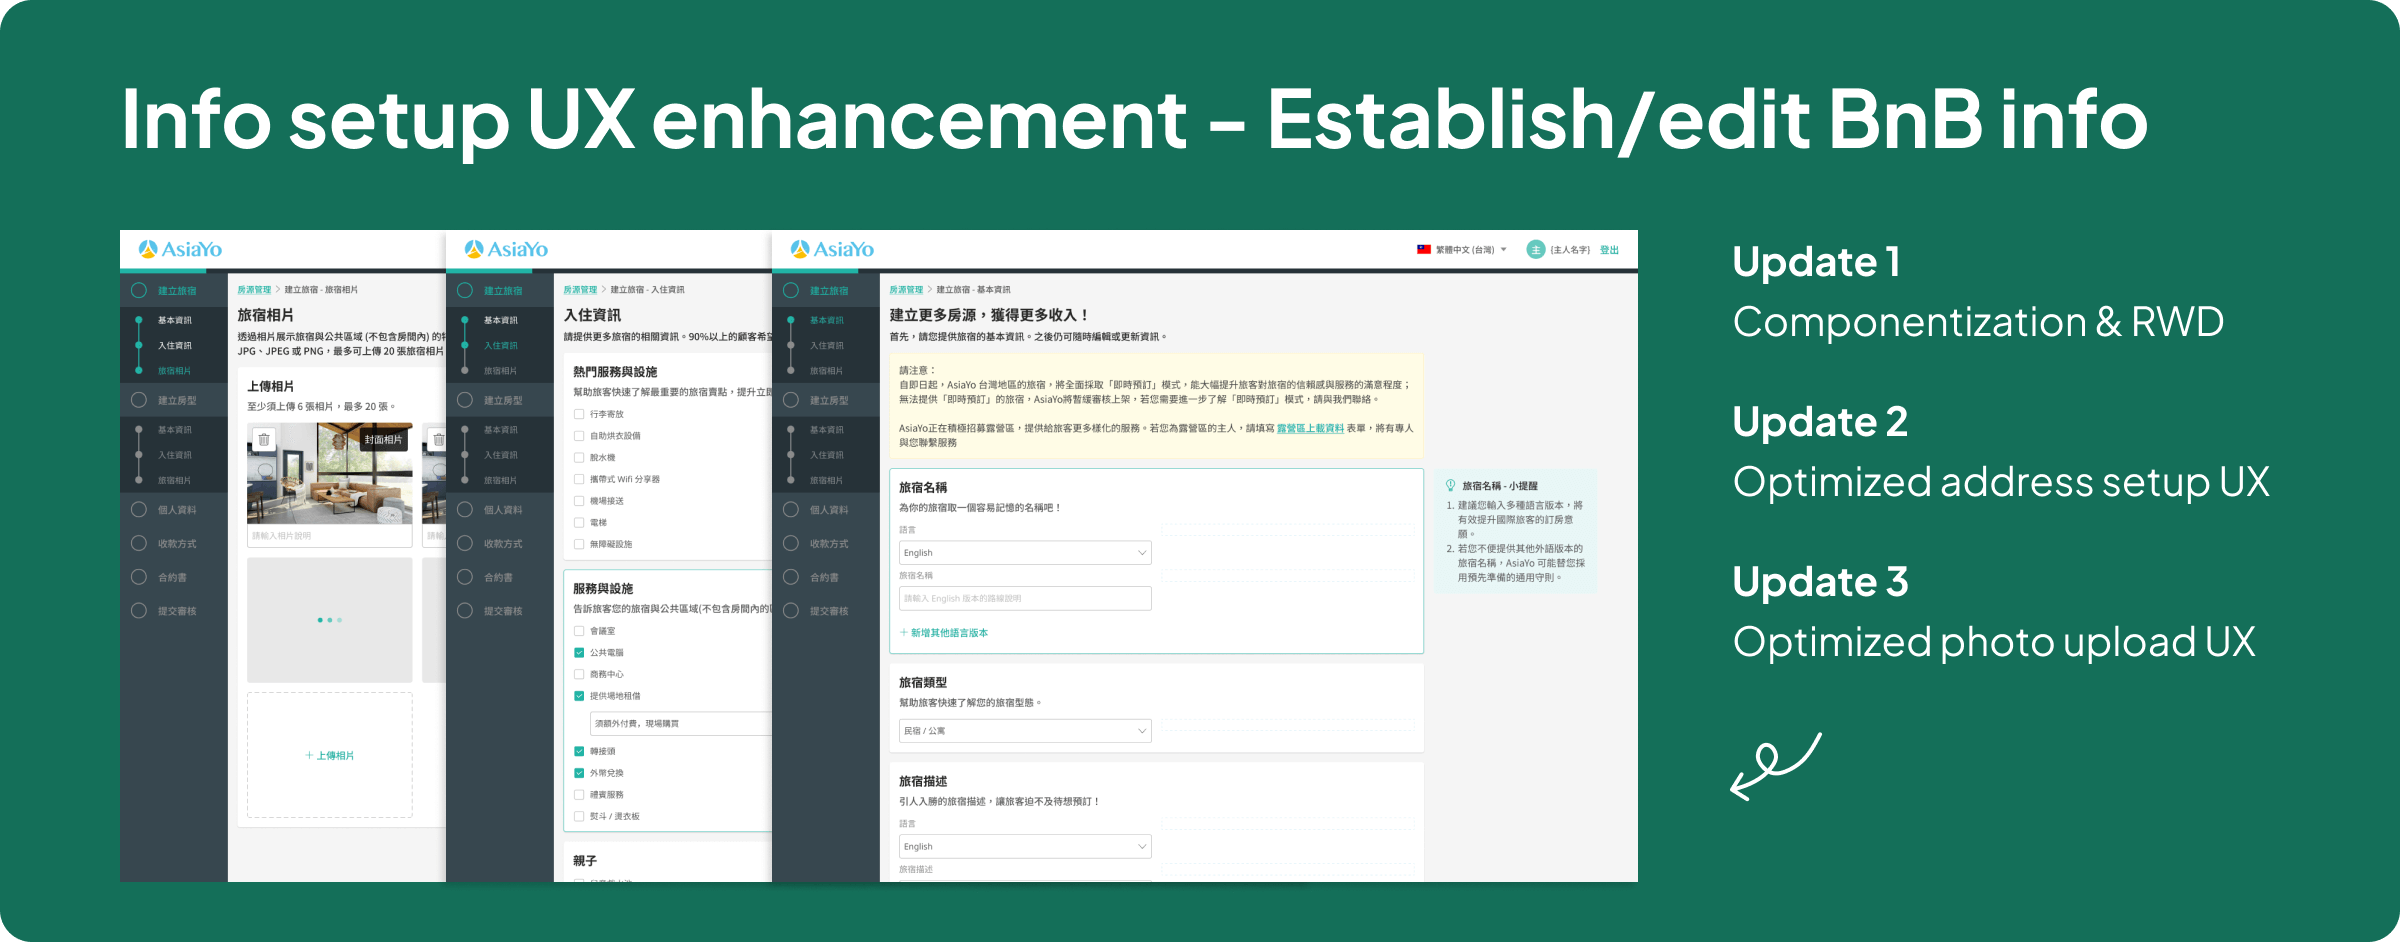 Info setup UX enhancement – Establish/edit BnB info
AsiaYo
建立旅宿
基本資訊
入住資訊
旅宿相片
建立房型
基本資訊
入住資訊
旅宿相片
個人資料
收款方式
合約書
提交審核
房源管理 > 建立旅宿 - 旅宿相片
旅宿相片
透過相片展示旅宿與公共區域 (不包含房間內) 的
JPG、JPEG 或 PNG，最多可上傳 20 張旅宿相片
上傳相片
至少須上傳 6 張相片，最多 20 張。
封面相片
請輸入相片說明
請輸
+ 上傳相片
AsiaYo
建立旅宿
基本資訊
入住資訊
旅宿相片
建立房型
基本資訊
入住資訊
旅宿相片
個人資料
收款方式
合約書
提交審核
房源管理 > 建立旅宿 - 入住資訊
入住資訊
請提供更多旅宿的相關資訊。90%以上的顧客希望
熱門服務與設施
幫助旅客快速了解最重要的旅宿賣點，提升立即
行李寄放
自助烘衣設備
脫水機
攜帶式 Wifi 分享器
機場接送
電梯
無障礙設施
服務與設施
告訴旅客您的旅宿與公共區域(不包含房間內的
會議室
公共電腦
商務中心
提供場地租借
須額外付費，現場購買
轉接頭
外幣兌換
禮賓服務
熨斗 / 燙衣板
親子
AsiaYo
繁體中文 (台灣)
主
{主人名字}
登出
建立旅宿
基本資訊
入住資訊
旅宿相片
建立房型
基本資訊
入住資訊
旅宿相片
個人資料
收款方式
合約書
提交審核
房源管理 > 建立旅宿 - 基本資訊
建立更多房源，獲得更多收入！
首先，請您提供旅宿的基本資訊。之後仍可隨時編輯或更新資訊。
請注意：
自即日起，AsiaYo 台灣地區的旅宿，將全面採取「即時預訂」模式，能大幅提升旅客對旅宿的信賴感與服務的滿意程度；
無法提供「即時預訂」的旅宿，AsiaYo將暫緩審核上架，若您需要進一步了解「即時預訂」模式，請與我們聯絡。
AsiaYo正在積極招募露營區，提供給旅客更多樣化的服務。若您為露營區的主人，請填寫 露營區上載資料 表單，將有專人
與您聯繫服務
旅宿名稱
為你的旅宿取一個容易記憶的名稱吧！
語言
English
旅宿名稱
請輸入 English 版本的路線說明
+ 新增其他語言版本
旅宿名稱 - 小提醒
1. 建議您輸入多種語言版本，將
有效提升國際旅客的訂房意
願。
2. 若您不便提供其他外語版本的
旅宿名稱，AsiaYo 可能替您採
用預先準備的通用守則。
旅宿類型
幫助旅客快速了解您的旅宿型態。
民宿 / 公寓
旅宿描述
引人入勝的旅宿描述，讓旅客迫不及待想預訂！
語言
English
旅宿描述
Update 1
Componentization & RWD
Update 2
Optimized address setup UX
Update 3
Optimized photo upload UX